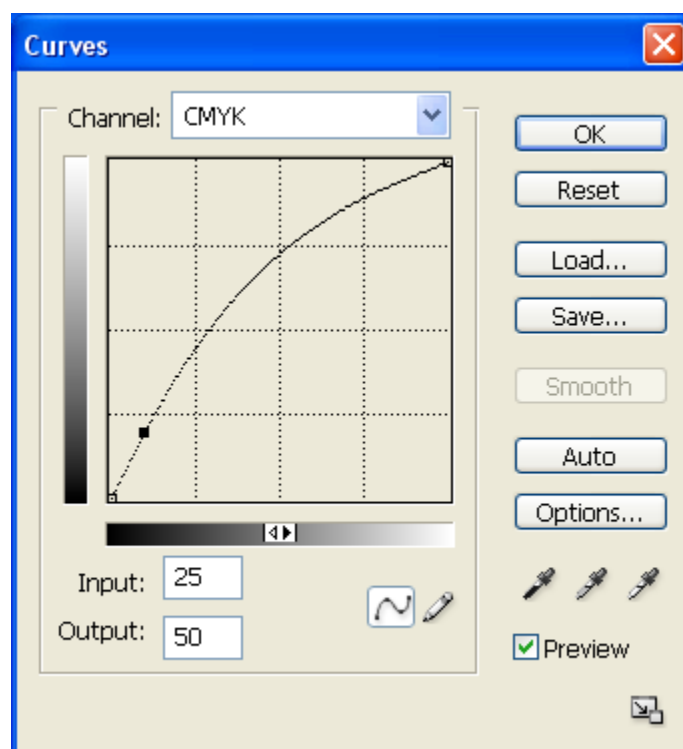 Curves
Channel: CMYK
OK
Reset
Load...
Save...
Smooth
Auto
Options...
Input: 25
Output: 50
Preview